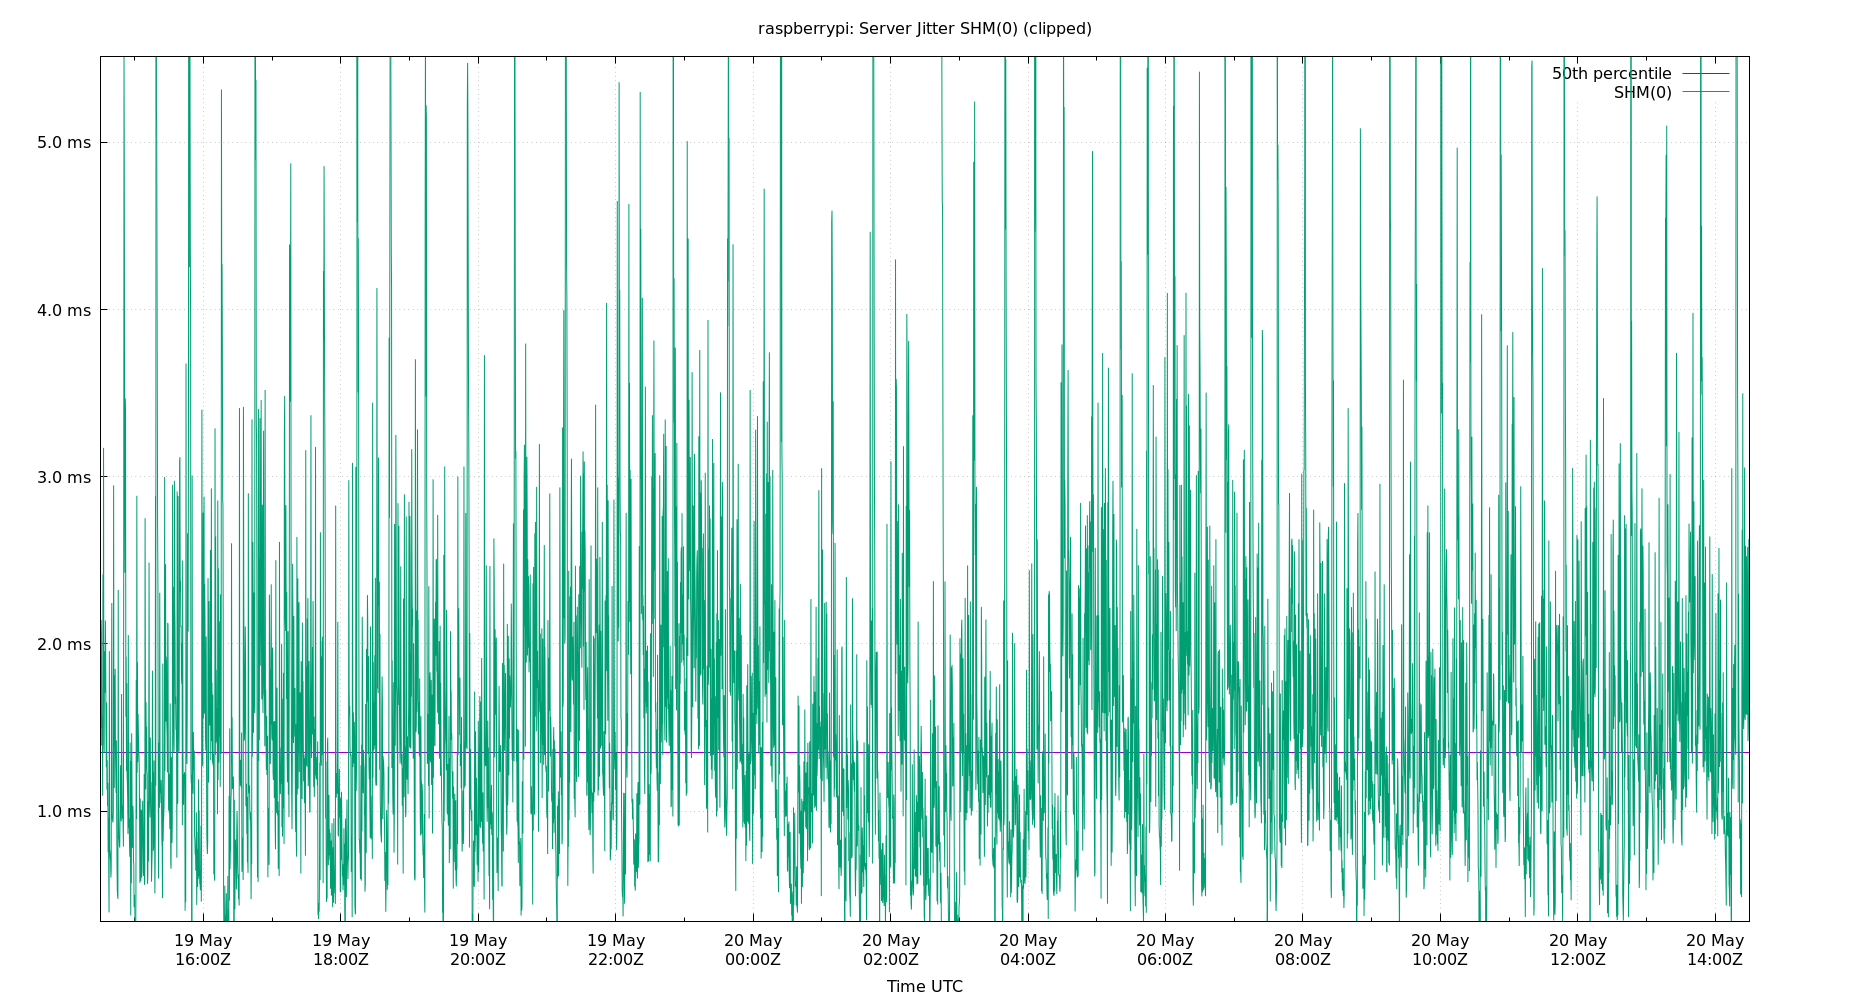 raspberrypi: Server Jitter SHM(0) (clipped)
50th percentile
SHM(0)
5.0 ms
4.0 ms
3.0 ms
2.0 ms
1.0 ms
19 May 19 May 19 May 19 May 20 May 20 May 20 May 20 May 20 May 20 May 20 May 20 May
16:00Z 18:00Z 20:00Z 22:00Z 00:00Z 02:00Z 04:00Z 06:00Z 08:00Z 10:00Z 12:00Z 14:00Z
Time UTC